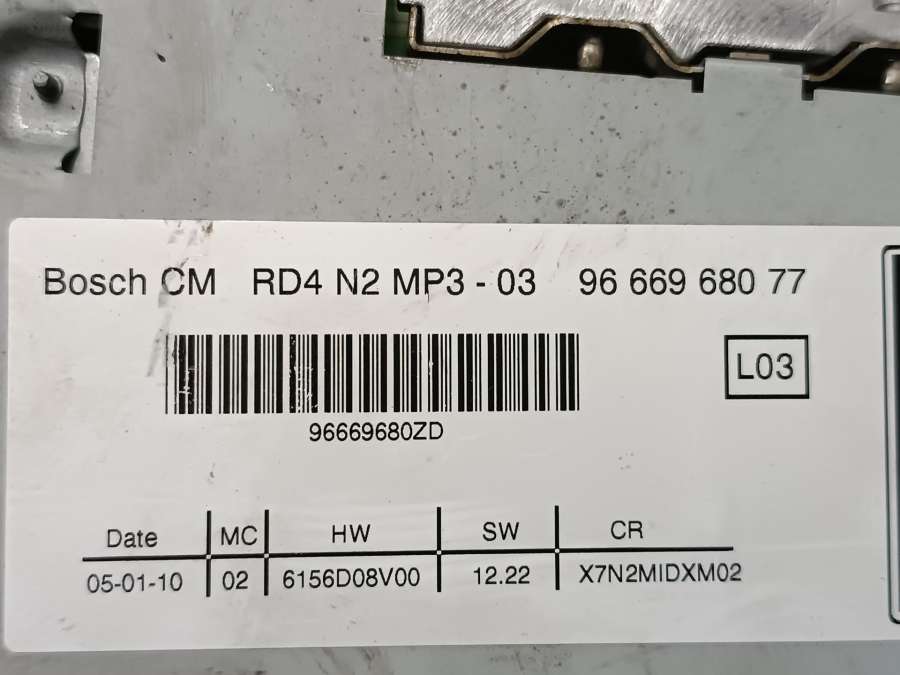 Bosch CM RD4 N2 MP3 - 03 96 669 680 77
L03
96669680ZD
Date MC HW SW CR
05-01-10 02 6156D08V00 12.22 X7N2MIDXM02